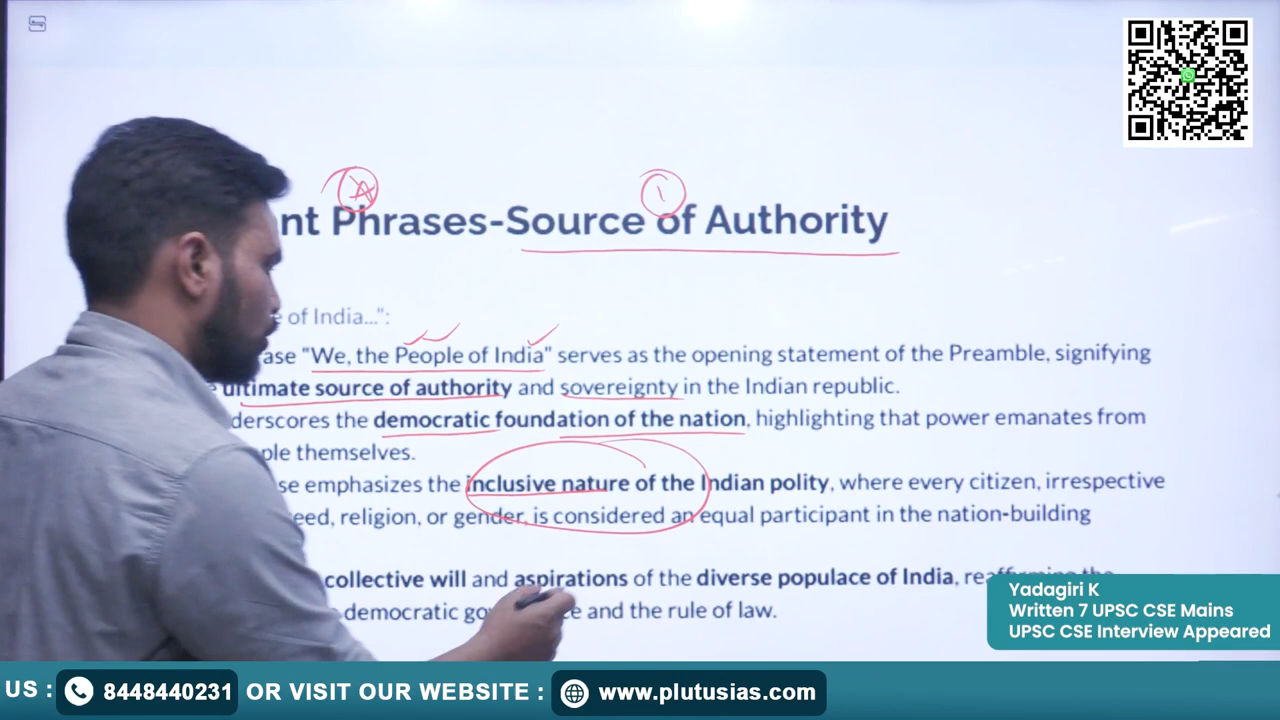 nt Phrases-Source of Authority
1
e of India...":
ase "We, the People of India" serves as the opening statement of the Preamble, signifying
ultimate source of authority and sovereignty in the Indian republic.
derscores the democratic foundation of the nation, highlighting that power emanates from
ple themselves.
se emphasizes the inclusive nature of the Indian polity, where every citizen, irrespective
eed, religion, or gender, is considered an equal participant in the nation-building
collective will and aspirations of the diverse populace of India,
democratic and the rule of law.
Yadagiri K
Written 7 UPSC CSE Mains
UPSC CSE Interview Appeared
US : 8448440231 OR VISIT OUR WEBSITE : www.plutusias.com